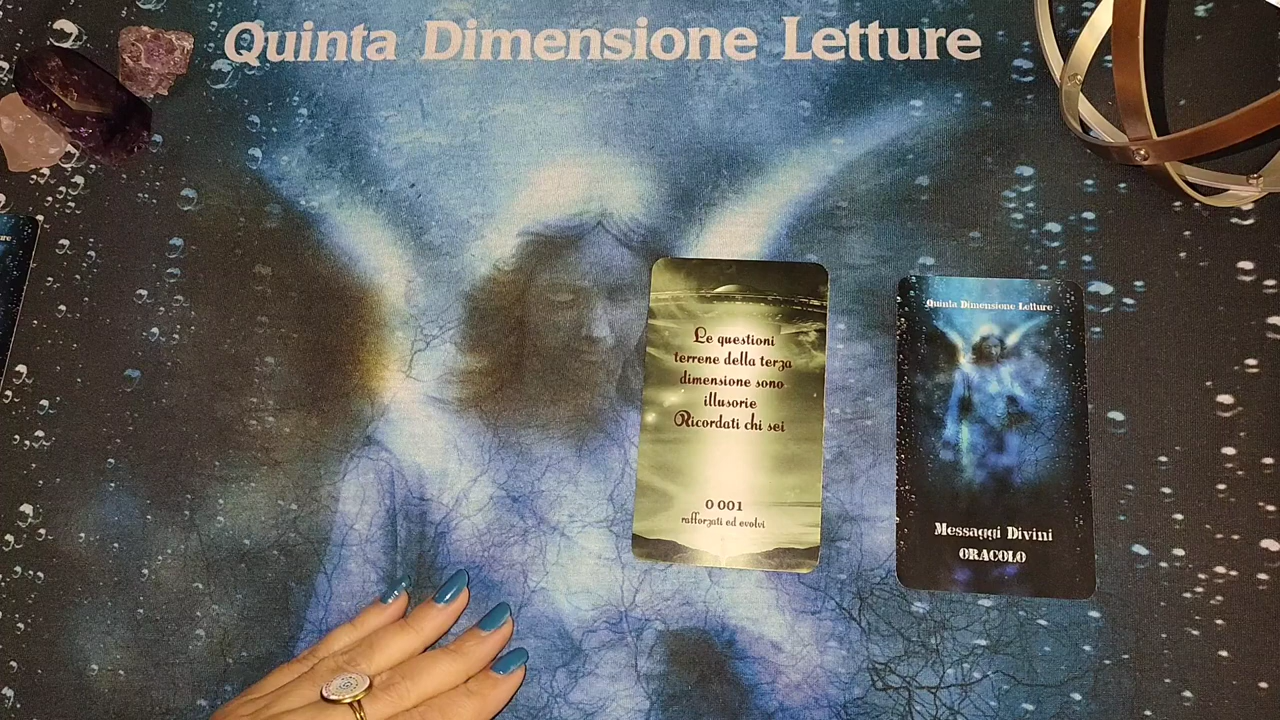 Quinta Dimensione Letture
Le questioni
terrene della terza
dimensione sono
illusorie
Ricordati chi sei
0 001
rafforzati ed evolvi
Quinta Dimensione Letture
Messaggi Divini
ORACOLO